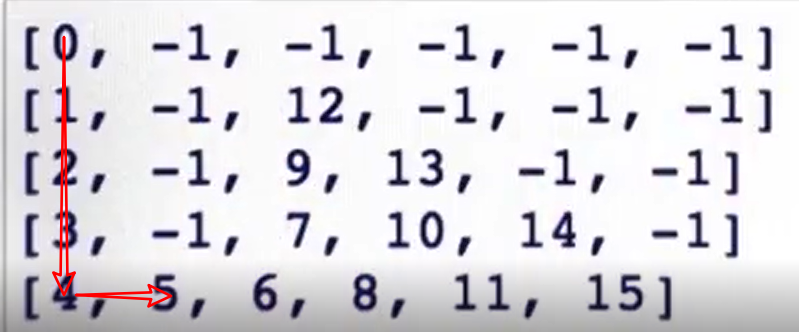 [0, -1, -1, -1, -1, -1]
[1, -1, 12, -1, -1, -1]
[2, -1, 9, 13, -1, -1]
[3, -1, 7, 10, 14, -1]
[4, 5, 6, 8, 11, 15]